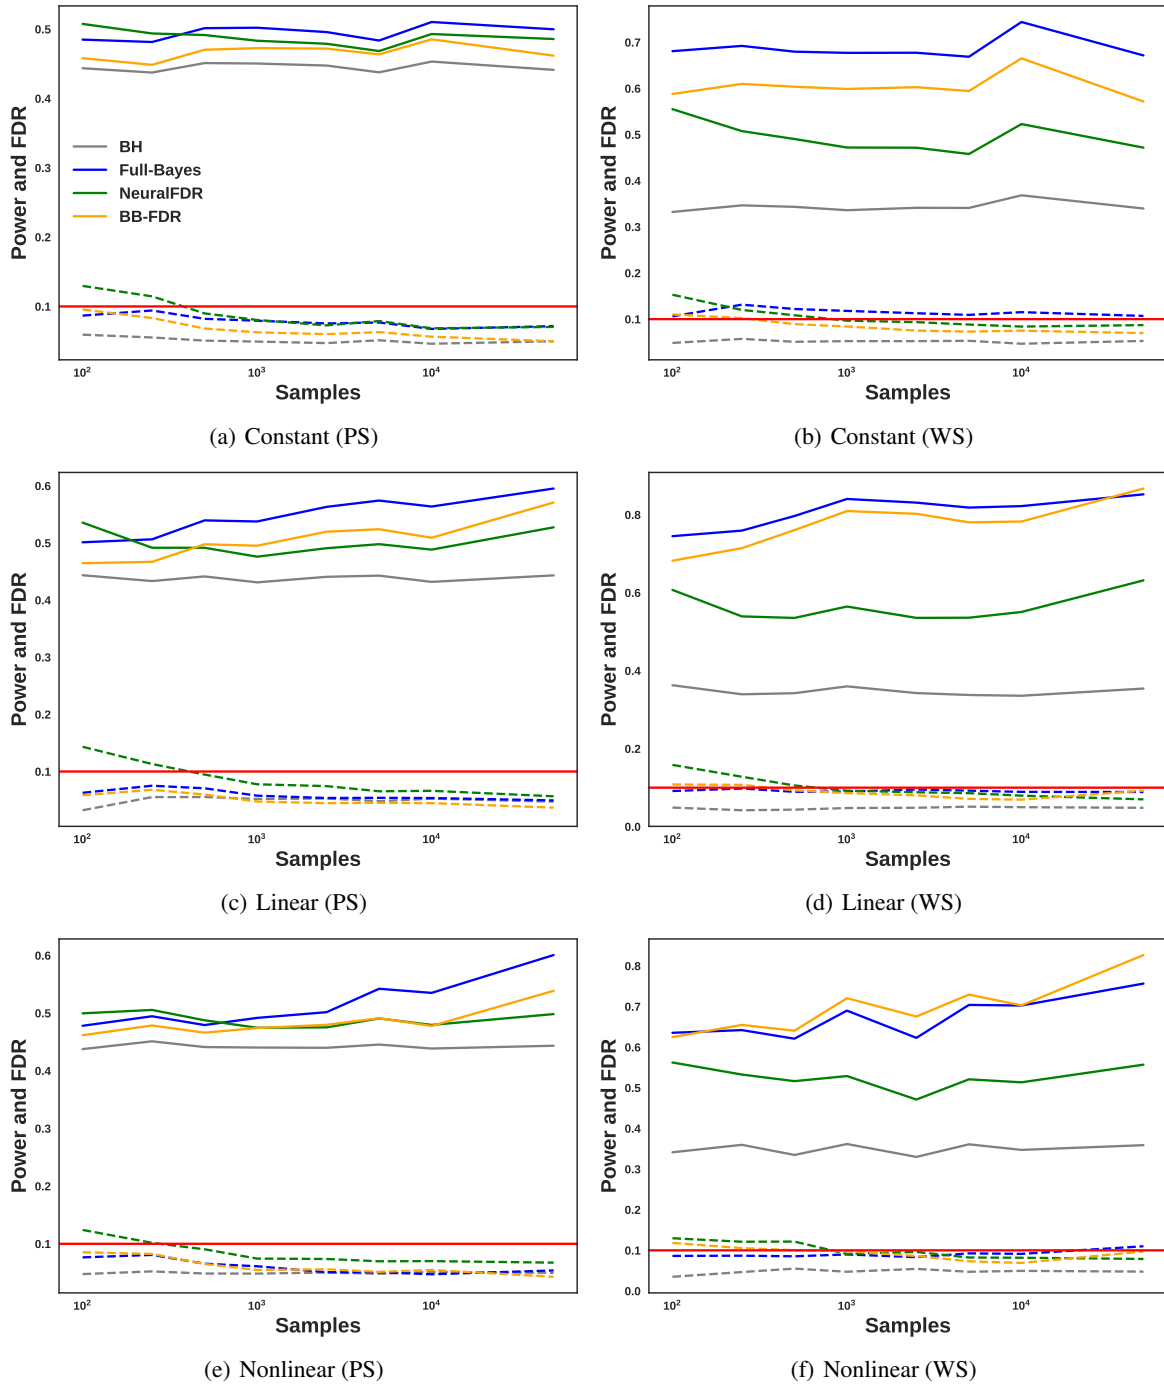 0.5
0.4
0.3
0.2
0.1
Power and FDR
BH
Full-Bayes
NeuralFDR
BB-FDR
10²
10³
10⁴
Samples
(a) Constant (PS)
0.7
0.6
0.5
0.4
0.3
0.2
0.1
Power and FDR
10²
10³
10⁴
Samples
(b) Constant (WS)
0.6
0.5
0.4
0.3
0.2
0.1
Power and FDR
10²
10³
10⁴
Samples
(c) Linear (PS)
0.8
0.6
0.4
0.2
0.0
Power and FDR
10²
10³
10⁴
Samples
(d) Linear (WS)
0.6
0.5
0.4
0.3
0.2
0.1
Power and FDR
10²
10³
10⁴
Samples
(e) Nonlinear (PS)
0.8
0.7
0.6
0.5
0.4
0.3
0.2
0.1
0.0
Power and FDR
10²
10³
10⁴
Samples
(f) Nonlinear (WS)